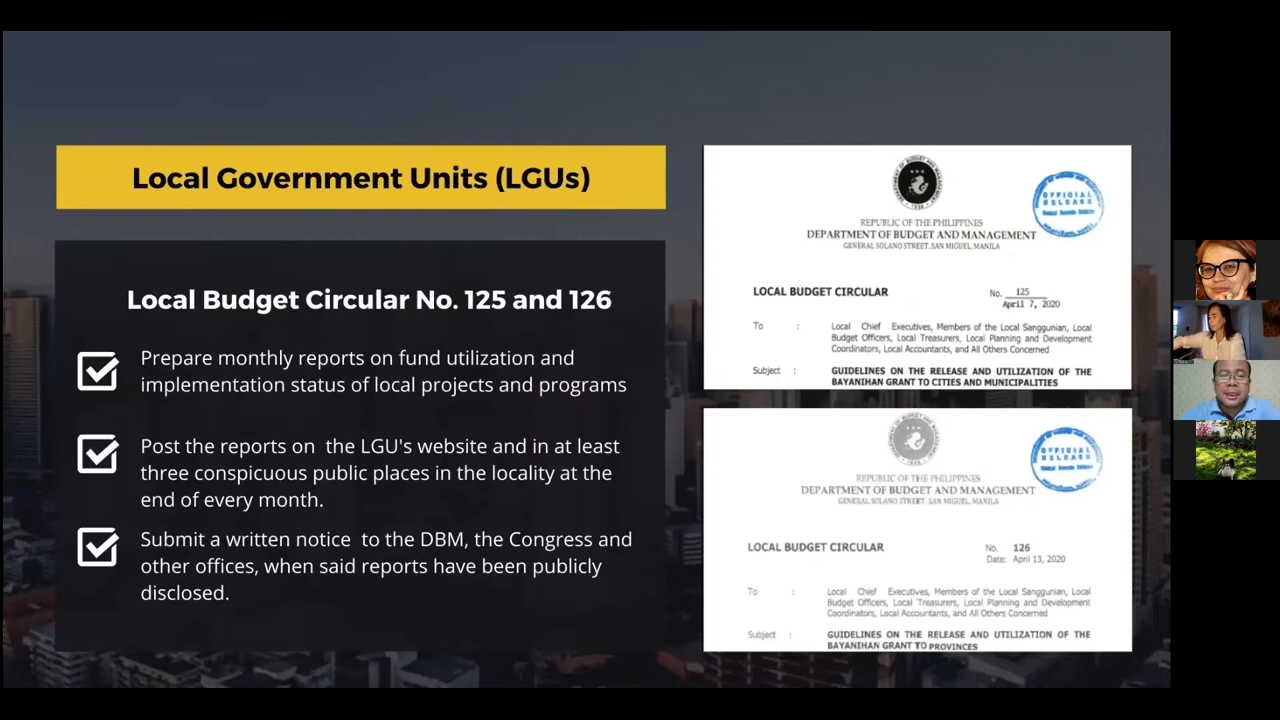 Local Government Units (LGUs)
Local Budget Circular No. 125 and 126
Prepare monthly reports on fund utilization and
implementation status of local projects and programs
Post the reports on the LGU's website and in at least
three conspicuous public places in the locality at the
end of every month.
Submit a written notice to the DBM, the Congress and
other offices, when said reports have been publicly
disclosed.
OFFICIAL
RELEASE
REPUBLIC OF THE PHILIPPINES
DEPARTMENT OF BUDGET AND MANAGEMENT
GENERAL SOLANO STREET, SAN MIGUEL, MANILA
LOCAL BUDGET CIRCULAR
No. 125
April 7, 2020
To : Local Chief Executives, Members of the Local Sanggunian, Local
Budget Officers, Local Treasurers, Local Planning and Development
Coordinators, Local Accountants, and All Others Concerned
Subject : GUIDELINES ON THE RELEASE AND UTILIZATION OF THE
BAYANIHAN GRANT TO CITIES AND MUNICIPALITIES
OFFICIAL
RELEASE
REPUBLIC OF THE PHILIPPINES
DEPARTMENT OF BUDGET AND MANAGEMENT
GENERAL SOLANO STREET, SAN MIGUEL, MANILA
LOCAL BUDGET CIRCULAR
No. 126
Date: April 13, 2020
To : Local Chief Executives, Members of the Local Sanggunian, Local
Budget Officers, Local Treasurers, Local Planning and Development
Coordinators, Local Accountants, and All Others Concerned
Subject : GUIDELINES ON THE RELEASE AND UTILIZATION OF THE
BAYANIHAN GRANT TO PROVINCES